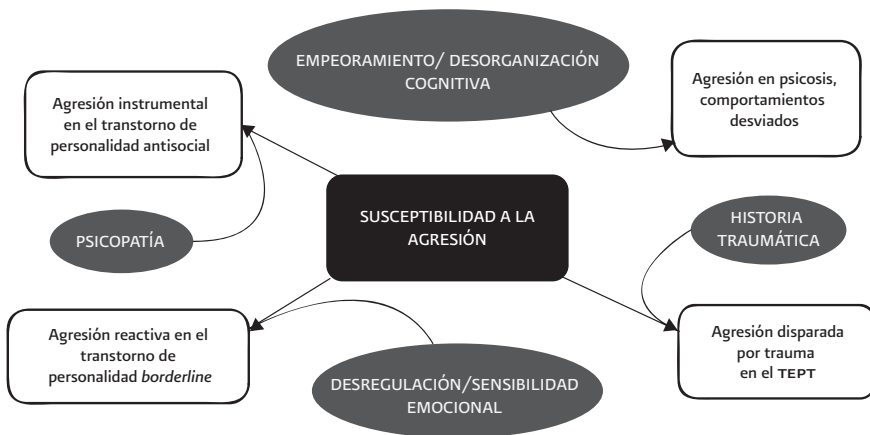 EMPEORAMIENTO/ DESORGANIZACIÓN
COGNITIVA
Agresión instrumental
en el transtorno de
personalidad antisocial
Agresión en psicosis,
comportamientos
desviados
SUSCEPTIBILIDAD A LA
AGRESIÓN
PSICOPATÍA
HISTORIA
TRAUMÁTICA
Agresión reactiva en el
transtorno de
personalidad borderline
Agresión disparada
por trauma
en el TEPT
DESREGULACIÓN/SENSIBILIDAD
EMOCIONAL